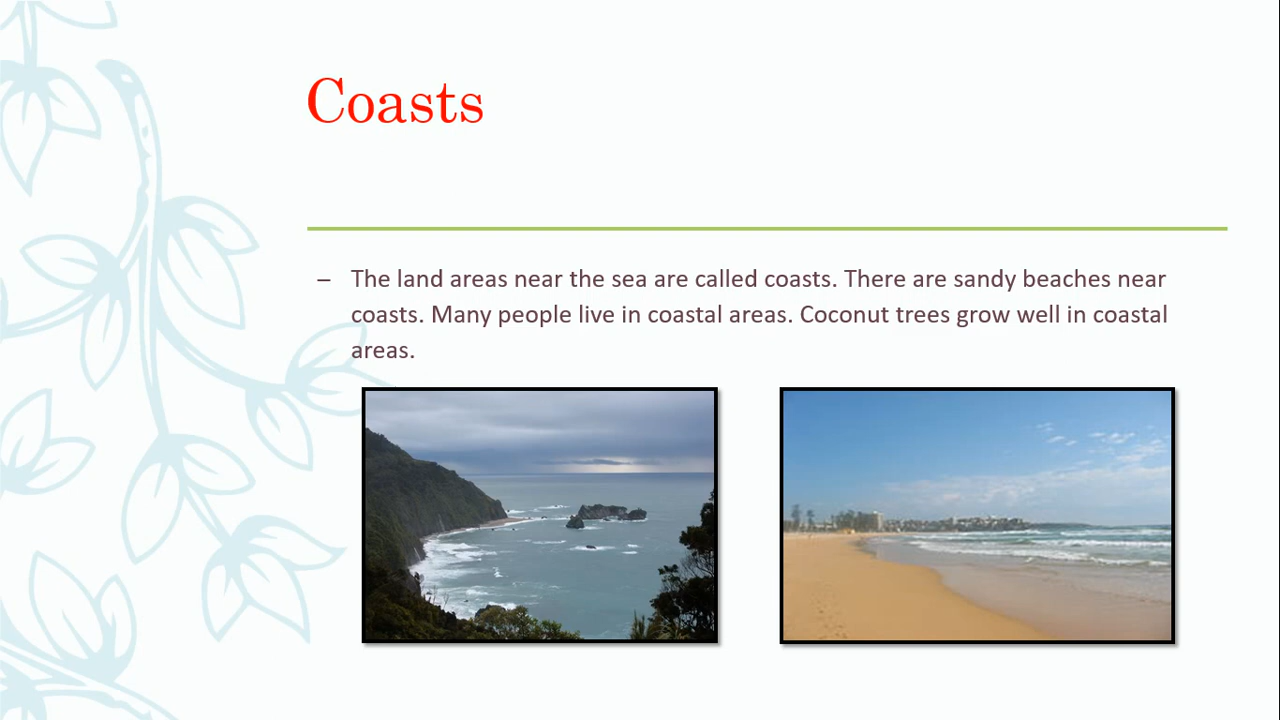 Coasts
– The land areas near the sea are called coasts. There are sandy beaches near
coasts. Many people live in coastal areas. Coconut trees grow well in coastal
areas.